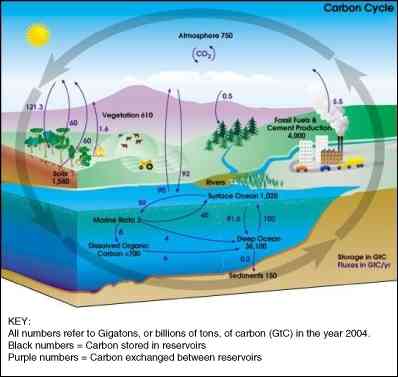 Carbon Cycle
Atmosphere 750
CO2
121.3
60
60
1.6
Vegetation 610
0.5
Fossil Fuels &
Cement Production
4,000
5.5
Soils
1,580
90
92
Rivers
Surface Ocean 1,020
50
40
Marine Biota 3
91.6
100
6
4
6
Deep Ocean
38,100
Dissolved Organic
Carbon <700
0.2
Sediments 150
Storage in GtC
Fluxes in GtC/yr
KEY:
All numbers refer to Gigatons, or billions of tons, of carbon (GtC) in the year 2004.
Black numbers = Carbon stored in reservoirs
Purple numbers = Carbon exchanged between reservoirs